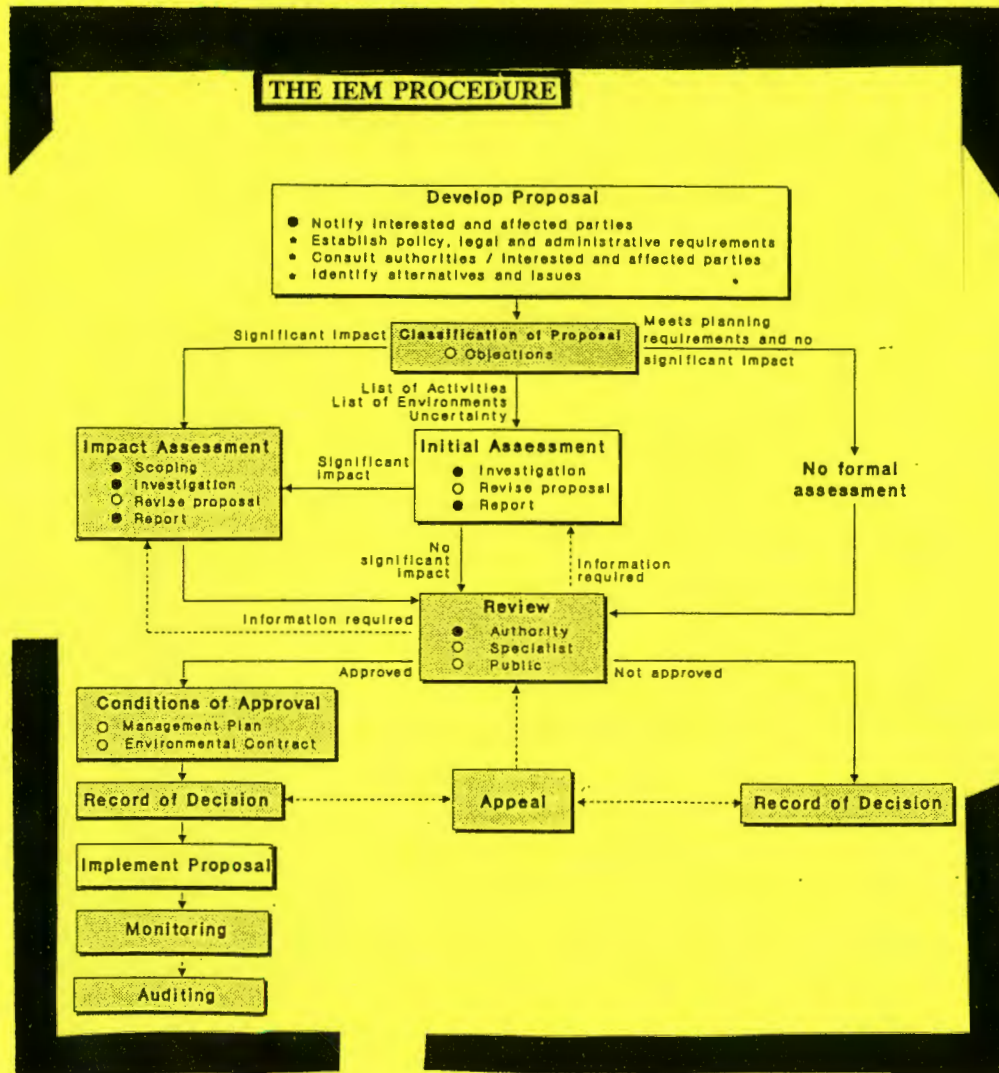 THE IEM PROCEDURE
Develop Proposal
● Notify interested and affected parties
• Establish policy, legal and administrative requirements
• Consult authorities / interested and affected parties
• Identify alternatives and issues
Significant impact
Classification of Proposal
○ Objections
Meets planning
requirements and no
significant impact
List of Activities
List of Environments
Uncertainty
Impact Assessment
● Scoping
● Investigation
○ Revise proposal
● Report
Significant
impact
Initial Assessment
● Investigation
○ Revise proposal
● Report
No formal
assessment
No
significant
impact
Information
required
Information required
Review
● Authority
○ Specialist
○ Public
Approved
Not approved
Conditions of Approval
○ Management Plan
○ Environmental Contract
Record of Decision
Appeal
Record of Decision
Implement Proposal
Monitoring
Auditing